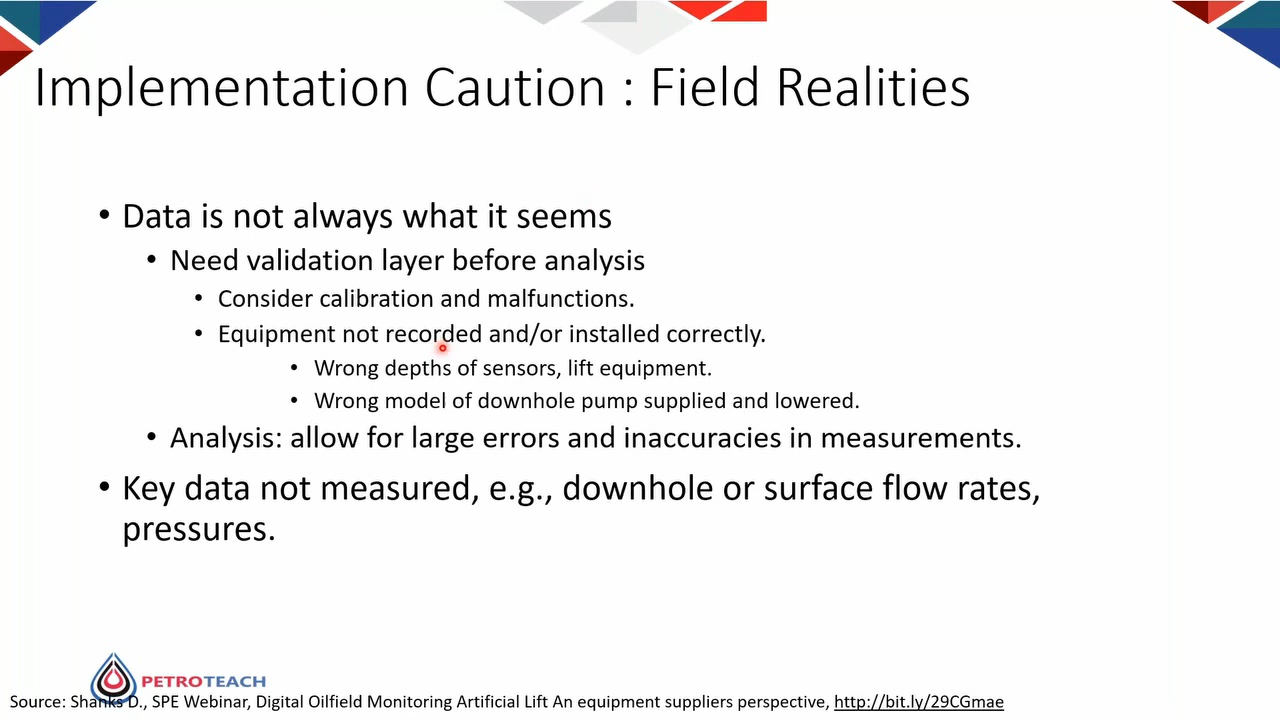 Implementation Caution : Field Realities
• Data is not always what it seems
• Need validation layer before analysis
• Consider calibration and malfunctions.
• Equipment not recorded and/or installed correctly.
• Wrong depths of sensors, lift equipment.
• Wrong model of downhole pump supplied and lowered.
• Analysis: allow for large errors and inaccuracies in measurements.
• Key data not measured, e.g., downhole or surface flow rates,
pressures.
PETROTEACH
Source: Shanks D., SPE Webinar, Digital Oilfield Monitoring Artificial Lift An equipment suppliers perspective, http://bit.ly/29CGmae